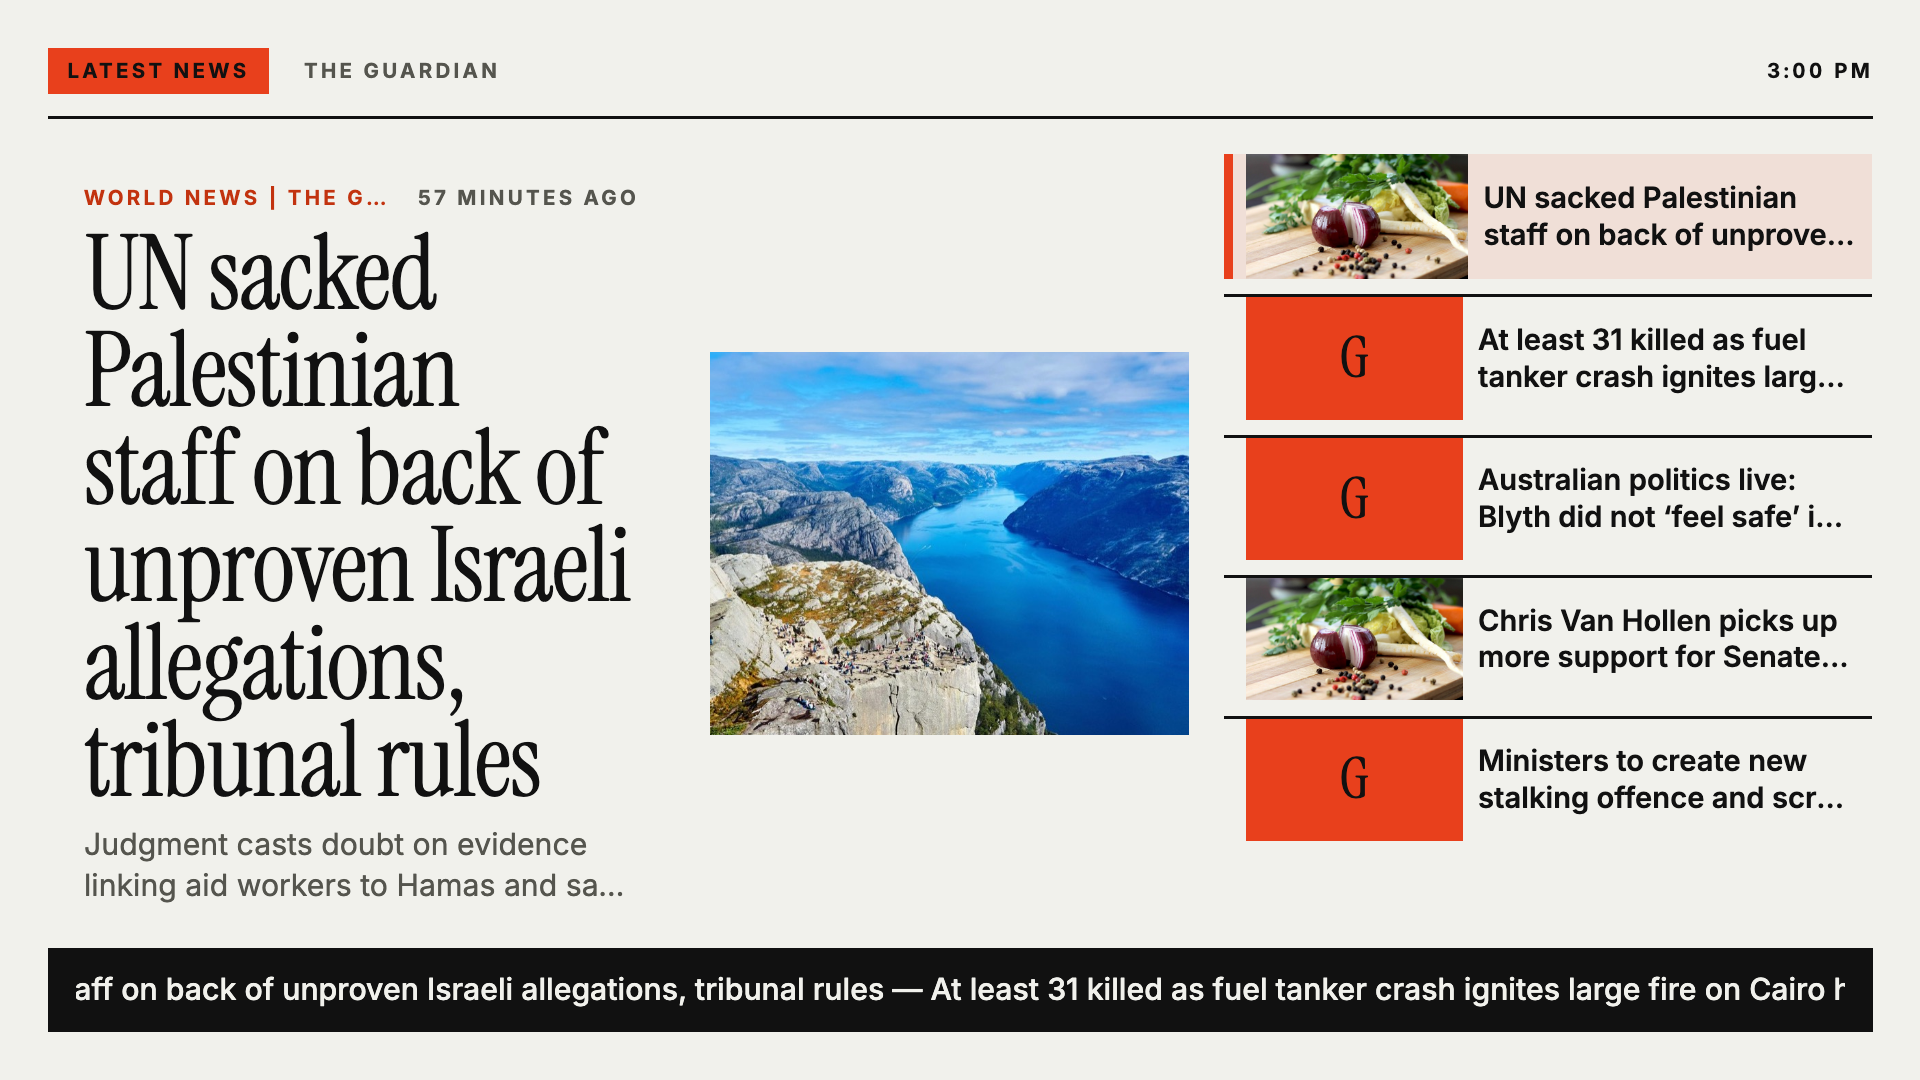 LATEST NEWS
THE GUARDIAN
3:00 PM
WORLD NEWS | THE G...
57 MINUTES AGO
UN sacked
Palestinian
staff on back of
unproven Israeli
allegations,
tribunal rules
Judgment casts doubt on evidence
linking aid workers to Hamas and sa...
UN sacked Palestinian
staff on back of unprove...
G
At least 31 killed as fuel
tanker crash ignites larg...
G
Australian politics live:
Blyth did not ‘feel safe’ i...
Chris Van Hollen picks up
more support for Senate...
G
Ministers to create new
stalking offence and scr...
aff on back of unproven Israeli allegations, tribunal rules — At least 31 killed as fuel tanker crash ignites large fire on Cairo